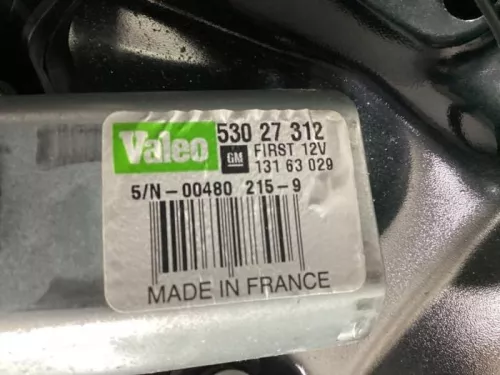 Valeo 530 27 312
GM FIRST 12V
131 63 029
S/N-00480 215-9
MADE IN FRANCE